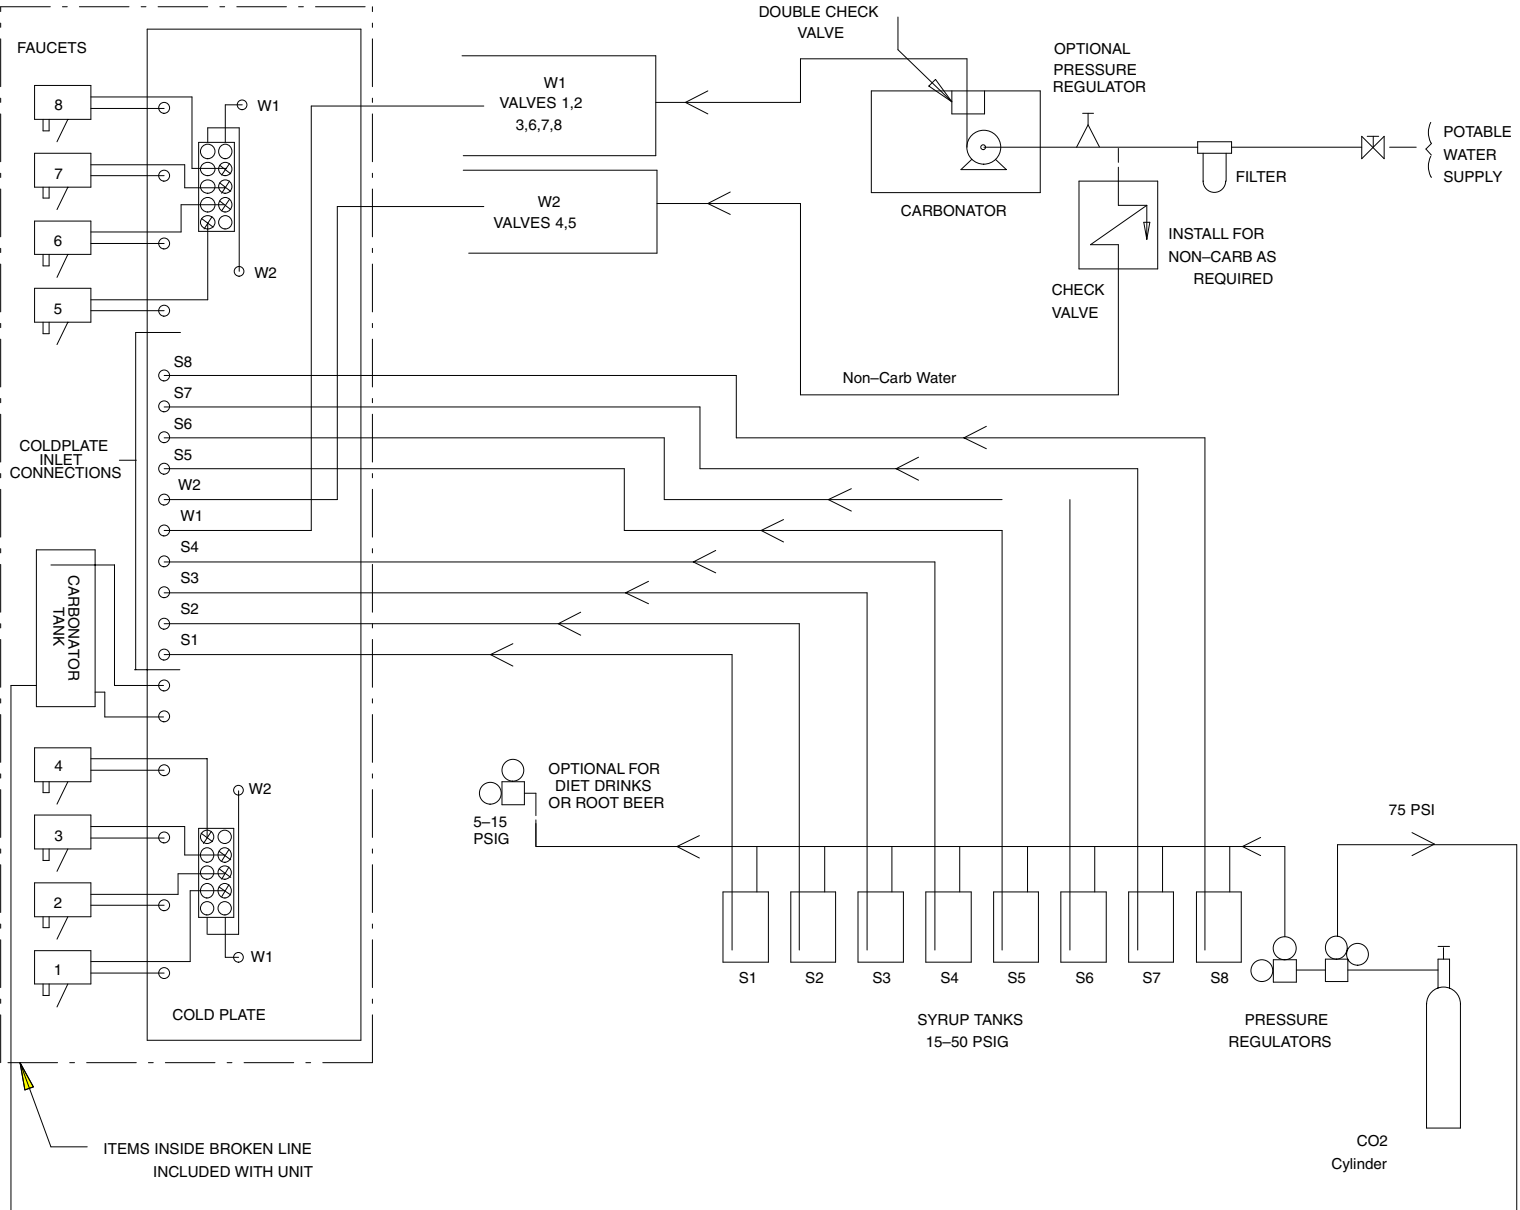 DOUBLE CHECK
VALVE
FAUCETS
8
7
6
5
W1
W2
W1
VALVES 1,2
3,6,7,8
W2
VALVES 4,5
OPTIONAL
PRESSURE
REGULATOR
CARBONATOR
FILTER
POTABLE
WATER
SUPPLY
INSTALL FOR
NON–CARB AS
REQUIRED
CHECK
VALVE
Non–Carb Water
COLDPLATE
INLET
CONNECTIONS
S8
S7
S6
S5
W2
W1
S4
S3
S2
S1
CARBONATOR
TANK
4
3
2
1
W2
W1
COLD PLATE
OPTIONAL FOR
DIET DRINKS
OR ROOT BEER
5–15
PSIG
75 PSI
S1
S2
S3
S4
S5
S6
S7
S8
SYRUP TANKS
15–50 PSIG
PRESSURE
REGULATORS
CO2
Cylinder
ITEMS INSIDE BROKEN LINE
INCLUDED WITH UNIT